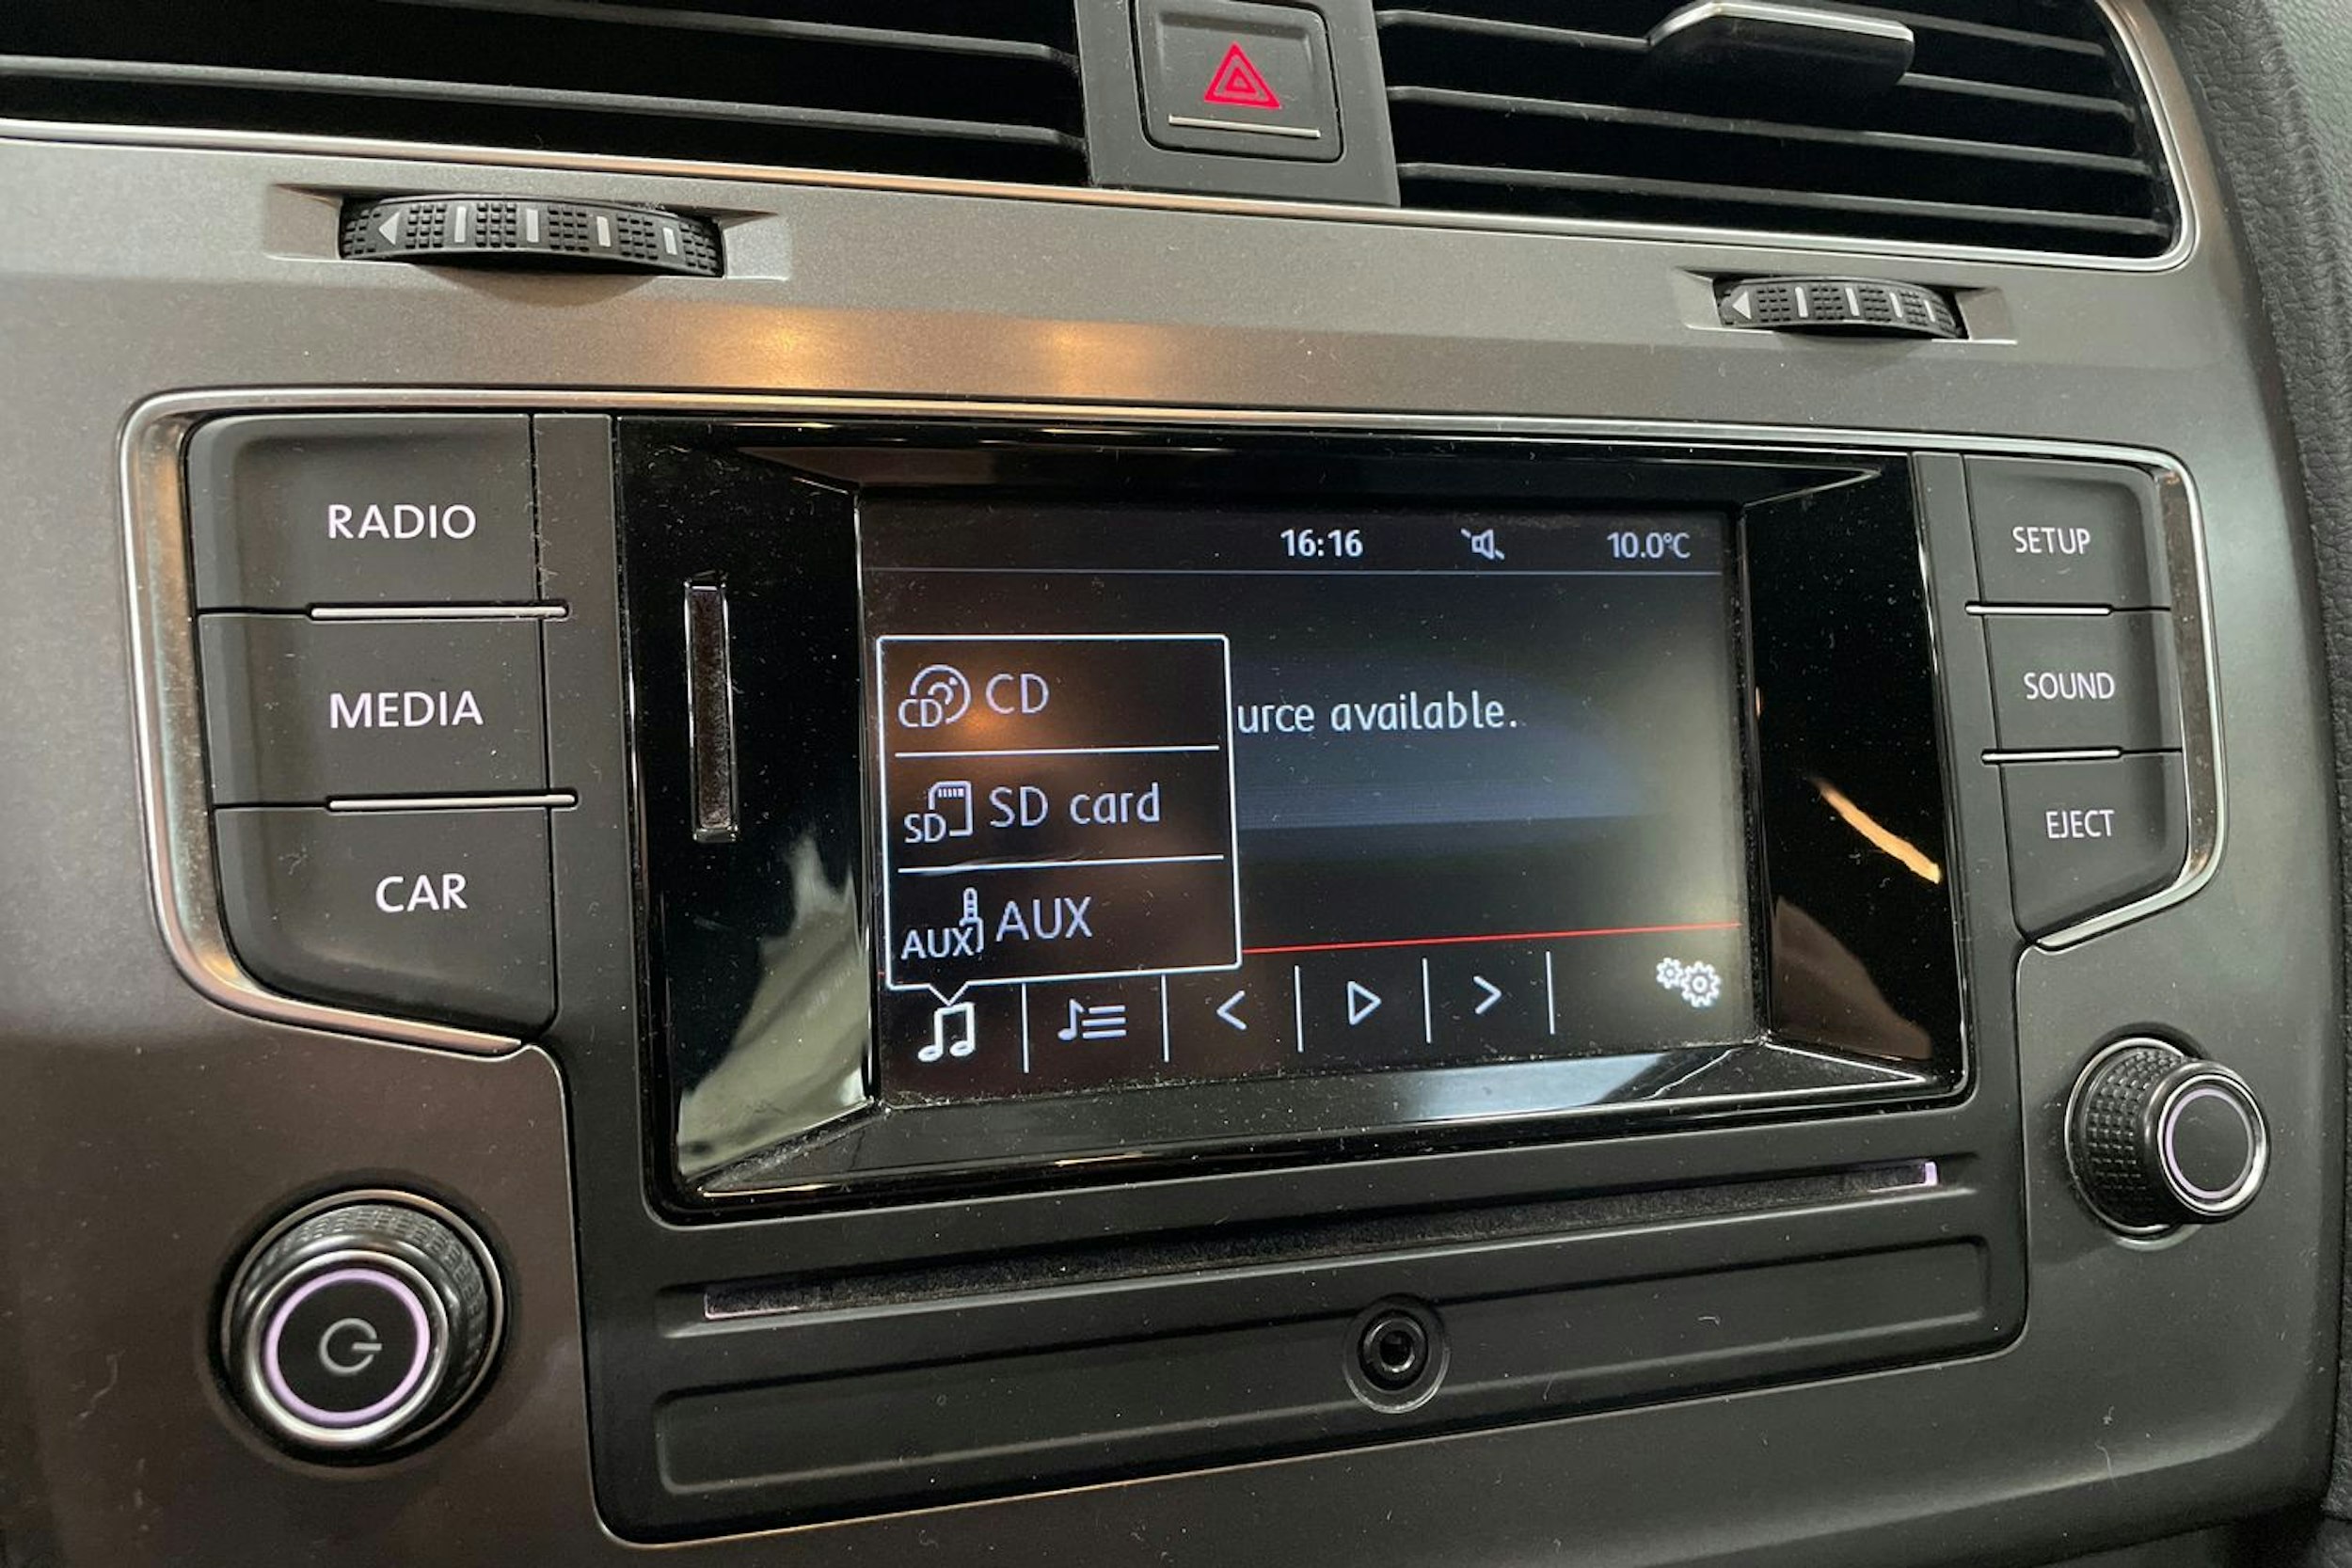 RADIO
MEDIA
CAR
16:16
10.0°C
CD CD
urce available.
SD SD card
AUX AUX
SETUP
SOUND
EJECT